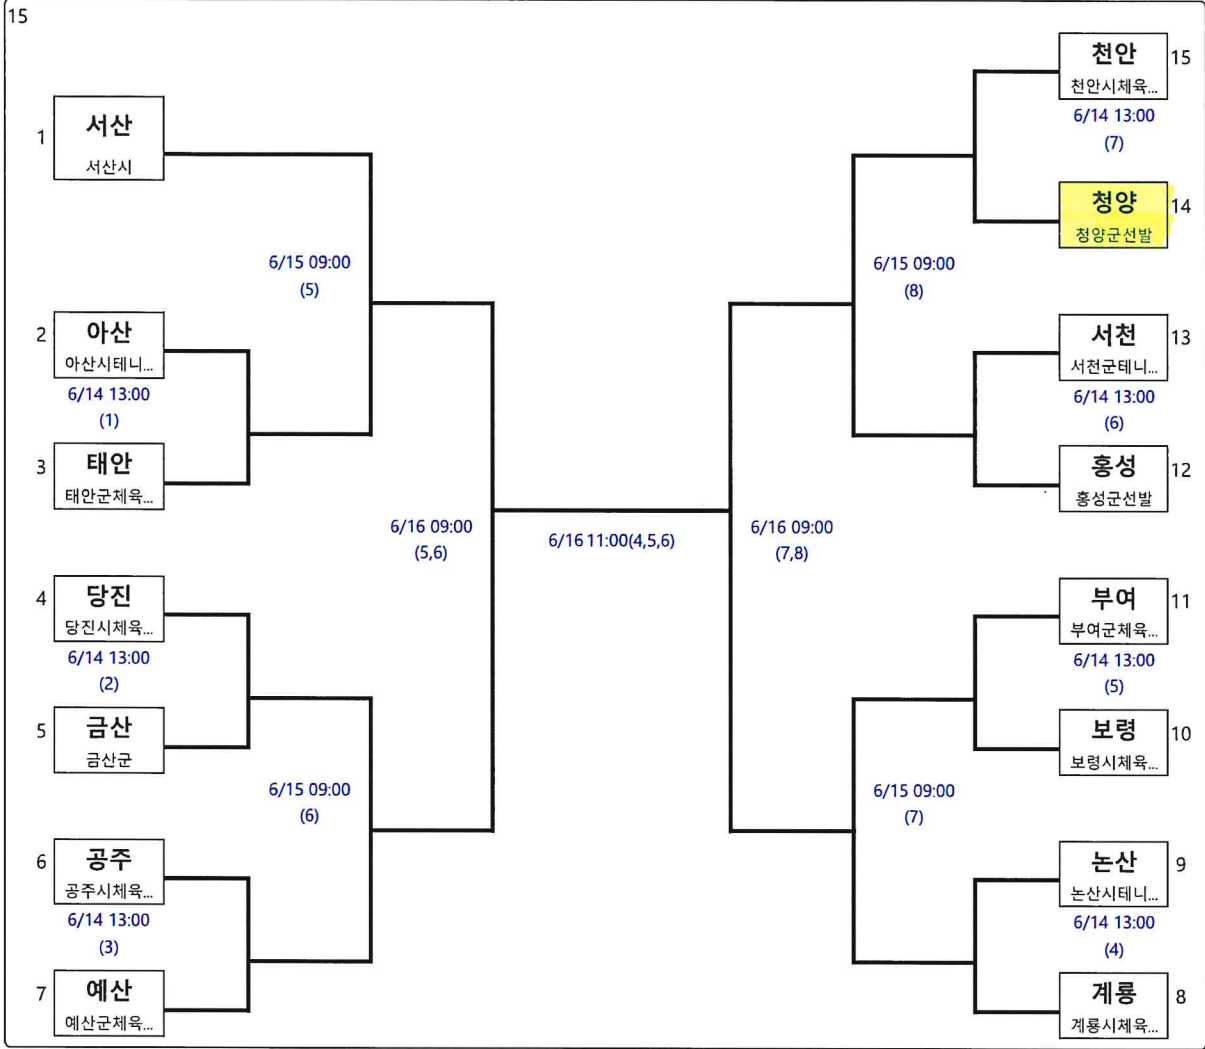 15
1
서산
서산시
6/15 09:00
(5)
2
아산
아산시테니...
6/14 13:00
(1)
3
태안
태안군체육...
6/16 09:00
(5,6)
4
당진
당진시체육...
6/14 13:00
(2)
5
금산
금산군
6/15 09:00
(6)
6
공주
공주시체육...
6/14 13:00
(3)
7
예산
예산군체육...
6/16 11:00(4,5,6)
천안
15
천안시체육...
6/14 13:00
(7)
청양
14
청양군선발
6/15 09:00
(8)
서천
13
서천군테니...
6/14 13:00
(6)
홍성
12
홍성군선발
6/16 09:00
(7,8)
부여
11
부여군체육...
6/14 13:00
(5)
보령
10
보령시체육...
6/15 09:00
(7)
논산
9
논산시테니...
6/14 13:00
(4)
계룡
8
계룡시체육...